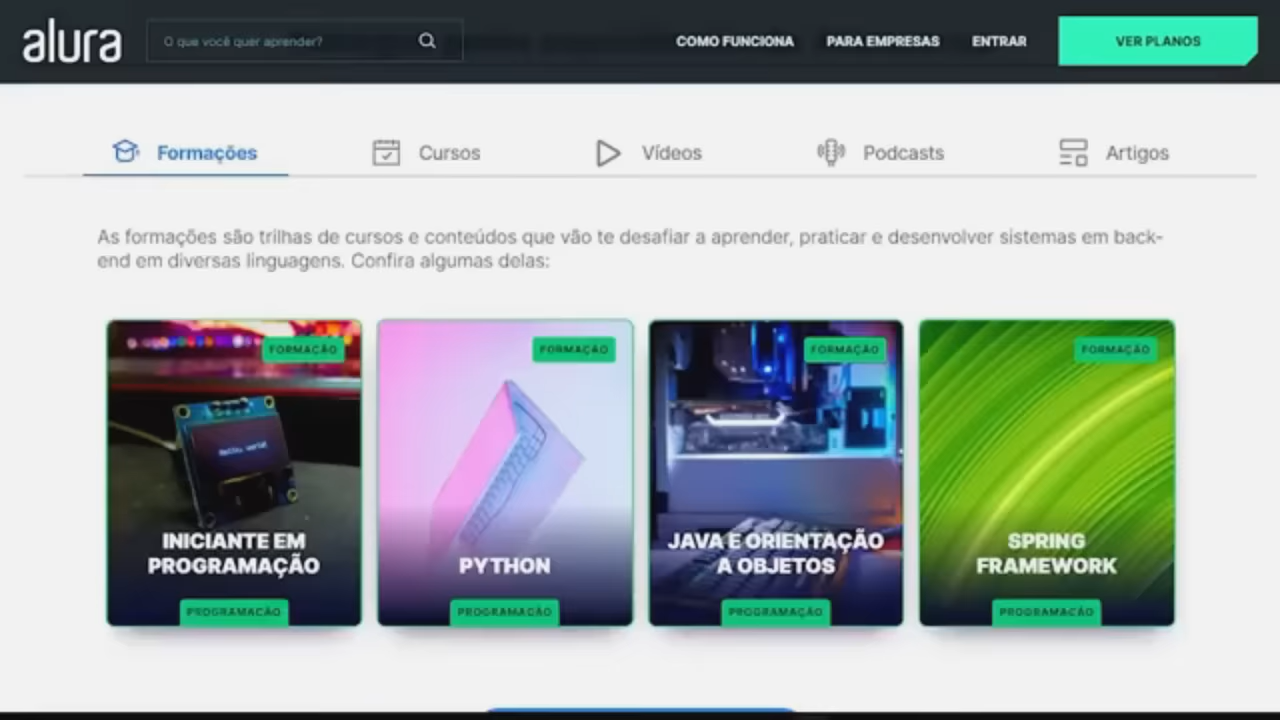 alura
O que você quer aprender?
COMO FUNCIONA
PARA EMPRESAS
ENTRAR
VER PLANOS
Formações
Cursos
Vídeos
Podcasts
Artigos
As formações são trilhas de cursos e conteúdos que vão te desafiar a aprender, praticar e desenvolver sistemas em back-
end em diversas linguagens. Confira algumas delas:
FORMAÇÃO
Hello, world!
INICIANTE EM
PROGRAMAÇÃO
PROGRAMAÇÃO
FORMAÇÃO
PYTHON
PROGRAMAÇÃO
FORMAÇÃO
JAVA E ORIENTAÇÃO
A OBJETOS
PROGRAMAÇÃO
FORMAÇÃO
SPRING
FRAMEWORK
PROGRAMAÇÃO